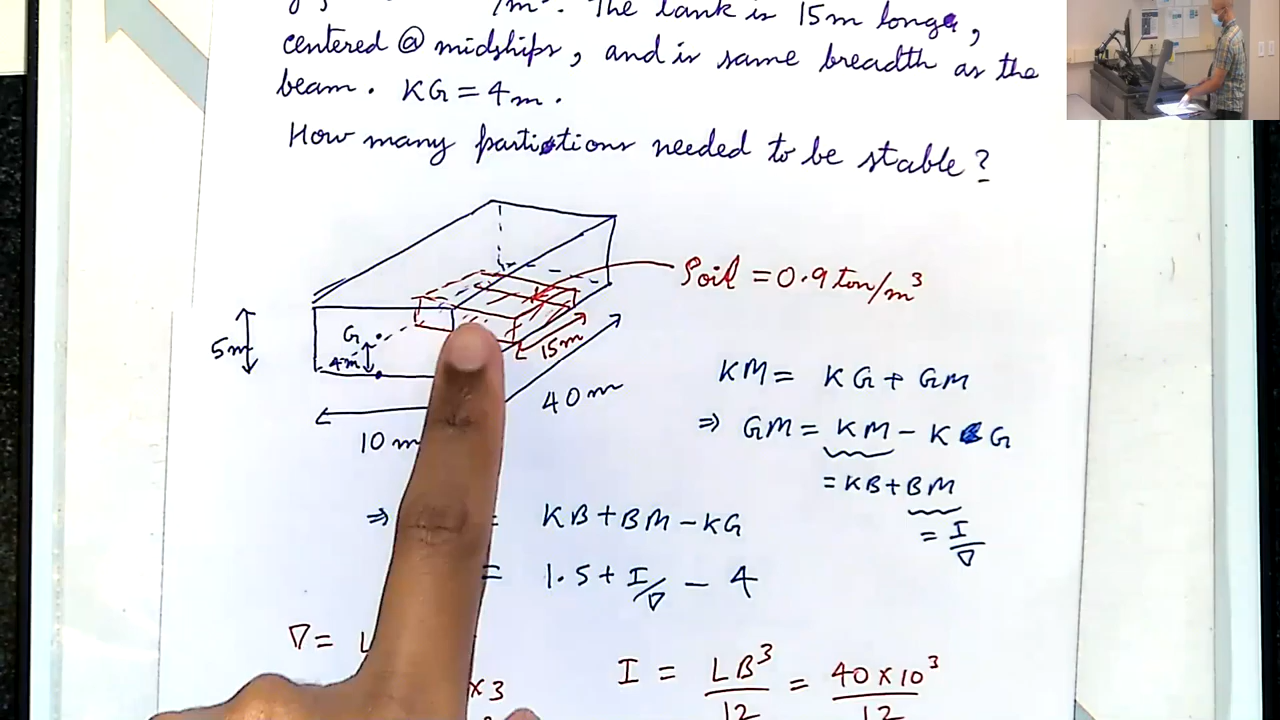 /m³. The tank is 15m long,
centered @ midships, and is same breadth as the
beam. KG = 4m.
How many partitions needed to be stable?
ρoil = 0.9 ton/m³
G
5m
4m
15m
40m
10m
KM = KG + GM
⇒ GM = KM - KG
= KB + BM
= I/∇
⇒ = KB + BM - KG
= 1.5 + I/∇ - 4
∇ = L
×3
I = LB³/12 = 40×10³/12